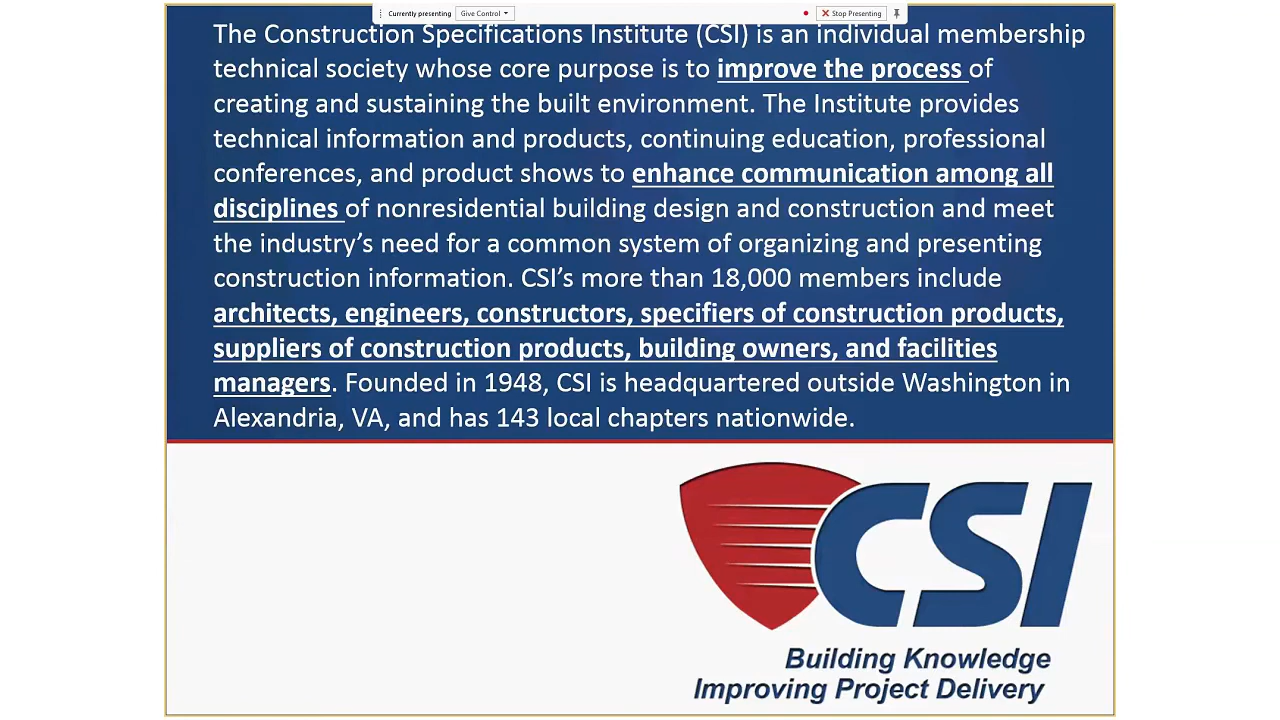 Currently presenting Give Control Stop Presenting
The Construction Specifications Institute (CSI) is an individual membership
technical society whose core purpose is to improve the process of
creating and sustaining the built environment. The Institute provides
technical information and products, continuing education, professional
conferences, and product shows to enhance communication among all
disciplines of nonresidential building design and construction and meet
the industry’s need for a common system of organizing and presenting
construction information. CSI’s more than 18,000 members include
architects, engineers, constructors, specifiers of construction products,
suppliers of construction products, building owners, and facilities
managers. Founded in 1948, CSI is headquartered outside Washington in
Alexandria, VA, and has 143 local chapters nationwide.
CSI
Building Knowledge
Improving Project Delivery